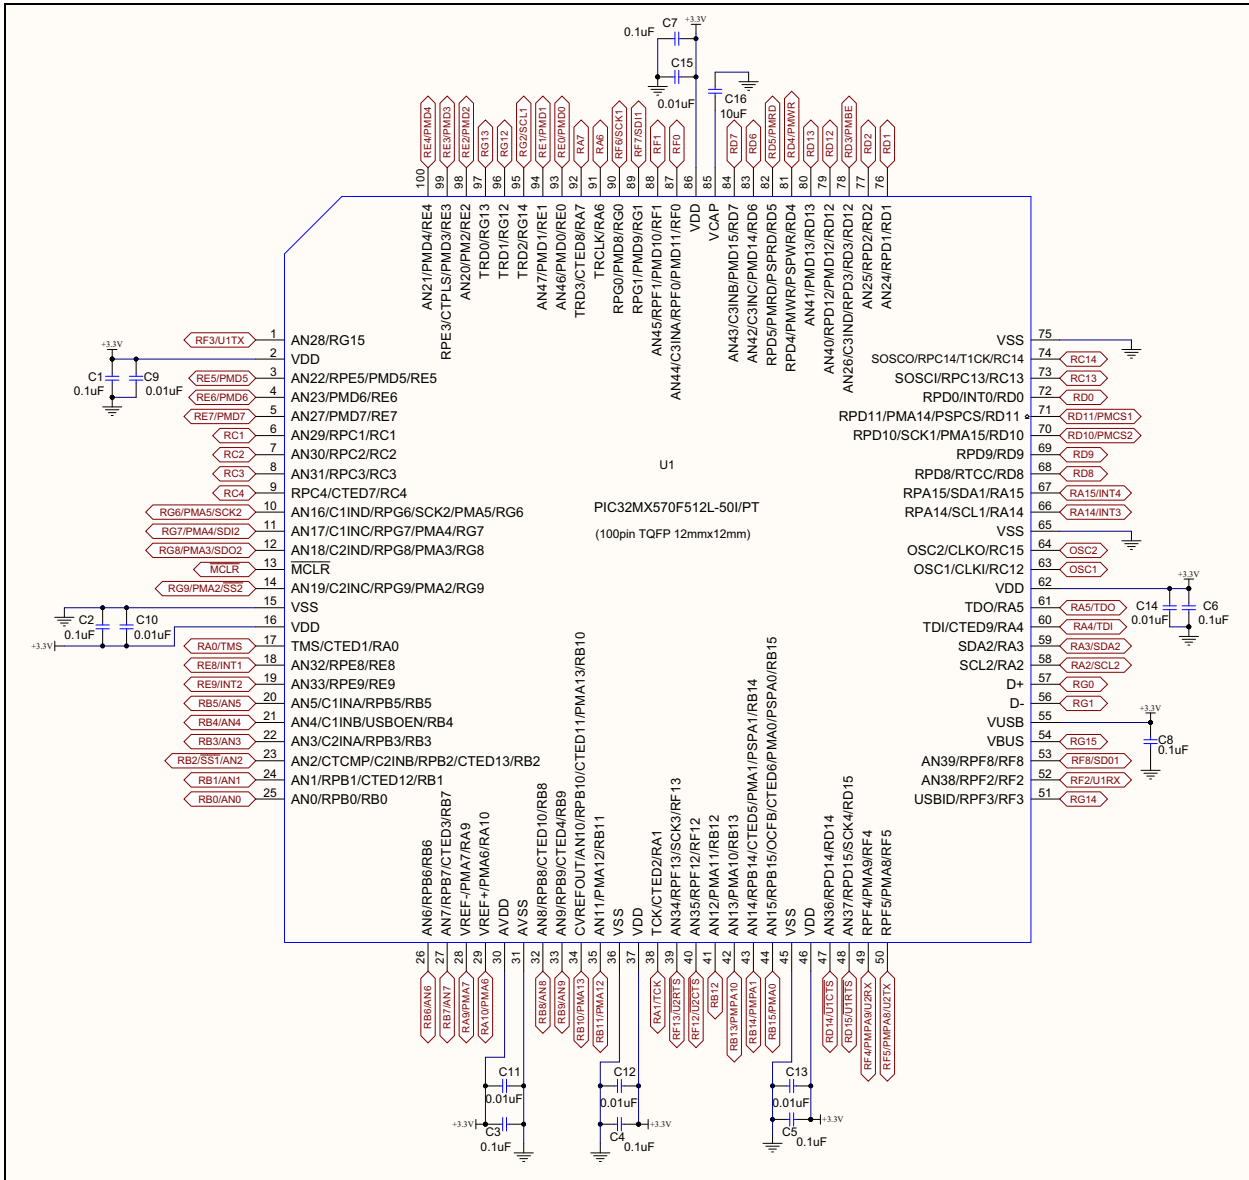 C7
+3.3V
0.1uF
C15
0.01uF
C16
10uF
RE4/PMD4
RE3/PMD3
RE2/PMD2
RG13
RG12
RG2/SCL1
RE1/PMD1
RE0/PMD0
RA7
RA6
RF6/SCK1
RF7/SDI1
RF1
RF0
RD7
RD6
RD5/PMRD
RD4/PMWR
RD13
RD12
RD3/PMBE
RD2
RD1
100
99
98
97
96
95
94
93
92
91
90
89
88
87
86
85
84
83
82
81
80
79
78
77
76
AN21/PMD4/RE4
RPE3/CTPLS/PMD3/RE3
AN20/PM2/RE2
TRD0/RG13
TRD1/RG12
TRD2/RG14
AN47/PMD1/RE1
AN46/PMD0/RE0
TRD3/CTED8/RA7
TRCLK/RA6
RPG0/PMD8/RG0
RPG1/PMD9/RG1
AN45/RPF1/PMD10/RF1
AN44/C3INA/RPF0/PMD11/RF0
VDD
VCAP
AN43/C3INB/PMD15/RD7
AN42/C3INC/PMD14/RD6
RPD5/PMRD/PSPRD/RD5
RPD4/PMWR/PSPWR/RD4
AN41/PMD13/RD13
AN40/RPD12/PMD12/RD12
AN26/C3IND/RPD3/RD3/RD12
AN25/RPD2/RD2
AN24/RPD1/RD1
RF3/U1TX 1 AN28/RG15
+3.3V
2 VDD
C1
0.1uF
C9
0.01uF
RE5/PMD5 3 AN22/RPE5/PMD5/RE5
RE6/PMD6 4 AN23/PMD6/RE6
RE7/PMD7 5 AN27/PMD7/RE7
RC1 6 AN29/RPC1/RC1
RC2 7 AN30/RPC2/RC2
RC3 8 AN31/RPC3/RC3
RC4 9 RPC4/CTED7/RC4
RG6/PMA5/SCK2 10 AN16/C1IND/RPG6/SCK2/PMA5/RG6
RG7/PMA4/SDI2 11 AN17/C1INC/RPG7/PMA4/RG7
RG8/PMA3/SDO2 12 AN18/C2IND/RPG8/PMA3/RG8
MCLR 13 MCLR
RG9/PMA2/SS2 14 AN19/C2INC/RPG9/PMA2/RG9
15 VSS
C2
0.1uF
C10
0.01uF
16 VDD
+3.3V
RA0/TMS 17 TMS/CTED1/RA0
RE8/INT1 18 AN32/RPE8/RE8
RE9/INT2 19 AN33/RPE9/RE9
RB5/AN5 20 AN5/C1INA/RPB5/RB5
RB4/AN4 21 AN4/C1INB/USBOEN/RB4
RB3/AN3 22 AN3/C2INA/RPB3/RB3
RB2/SS1/AN2 23 AN2/CTCMP/C2INB/RPB2/CTED13/RB2
RB1/AN1 24 AN1/RPB1/CTED12/RB1
RB0/AN0 25 AN0/RPB0/RB0
U1
PIC32MX570F512L-50I/PT
(100pin TQFP 12mmx12mm)
VSS 75
SOSCO/RPC14/T1CK/RC14 74 RC14
SOSCI/RPC13/RC13 73 RC13
RPD0/INT0/RD0 72 RD0
RPD11/PMA14/PSPCS/RD11 71 RD11/PMCS1
RPD10/SCK1/PMA15/RD10 70 RD10/PMCS2
RPD9/RD9 69 RD9
RPD8/RTCC/RD8 68 RD8
RPA15/SDA1/RA15 67 RA15/INT4
RPA14/SCL1/RA14 66 RA14/INT3
VSS 65
OSC2/CLKO/RC15 64 OSC2
OSC1/CLKI/RC12 63 OSC1
VDD 62
+3.3V
C14
0.01uF
C6
0.1uF
TDO/RA5 61 RA5/TDO
TDI/CTED9/RA4 60 RA4/TDI
SDA2/RA3 59 RA3/SDA2
SCL2/RA2 58 RA2/SCL2
D+ 57 RG0
D- 56 RG1
VUSB 55
+3.3V
C8
0.1uF
VBUS 54 RG15
AN39/RPF8/RF8 53 RF8/SD01
AN38/RPF2/RF2 52 RF2/U1RX
USBID/RPF3/RF3 51 RG14
AN6/RPB6/RB6
AN7/RPB7/CTED3/RB7
VREF-/PMA7/RA9
VREF+/PMA6/RA10
AVDD
AVSS
AN8/RPB8/CTED10/RB8
AN9/RPB9/CTED4/RB9
CVREFOUT/AN10/RPB10/CTED11/PMA13/RB10
AN11/PMA12/RB11
VSS
VDD
TCK/CTED2/RA1
AN34/RPF13/SCK3/RF13
AN35/RPF12/RF12
AN12/PMA11/RB12
AN13/PMA10/RB13
AN14/RPB14/CTED5/PMA1/PSPA1/RB14
AN15/RPB15/OCFB/CTED6/PMA0/PSPA0/RB15
VSS
VDD
AN36/RPD14/RD14
AN37/RPD15/SCK4/RD15
RPF4/PMA9/RF4
RPF5/PMA8/RF5
26
27
28
29
30
31
32
33
34
35
36
37
38
39
40
41
42
43
44
45
46
47
48
49
50
RB6/AN6
RB7/AN7
RA9/PMA7
RA10/PMA6
RB8/AN8
RB9/AN9
RB10/PMA13
RB11/PMA12
RA1/TCK
RF13/U2RTS
RF12/U2CTS
RB12
RB13/PMPA10
RB14/PMPA1
RB15/PMA0
RD14/U1CTS
RD15/U1RTS
RF4/PMPA9/U2RX
RF5/PMPA8/U2TX
C11
0.01uF
+3.3V
C3
0.1uF
C12
0.01uF
+3.3V
C4
0.1uF
C13
0.01uF
+3.3V
C5
0.1uF